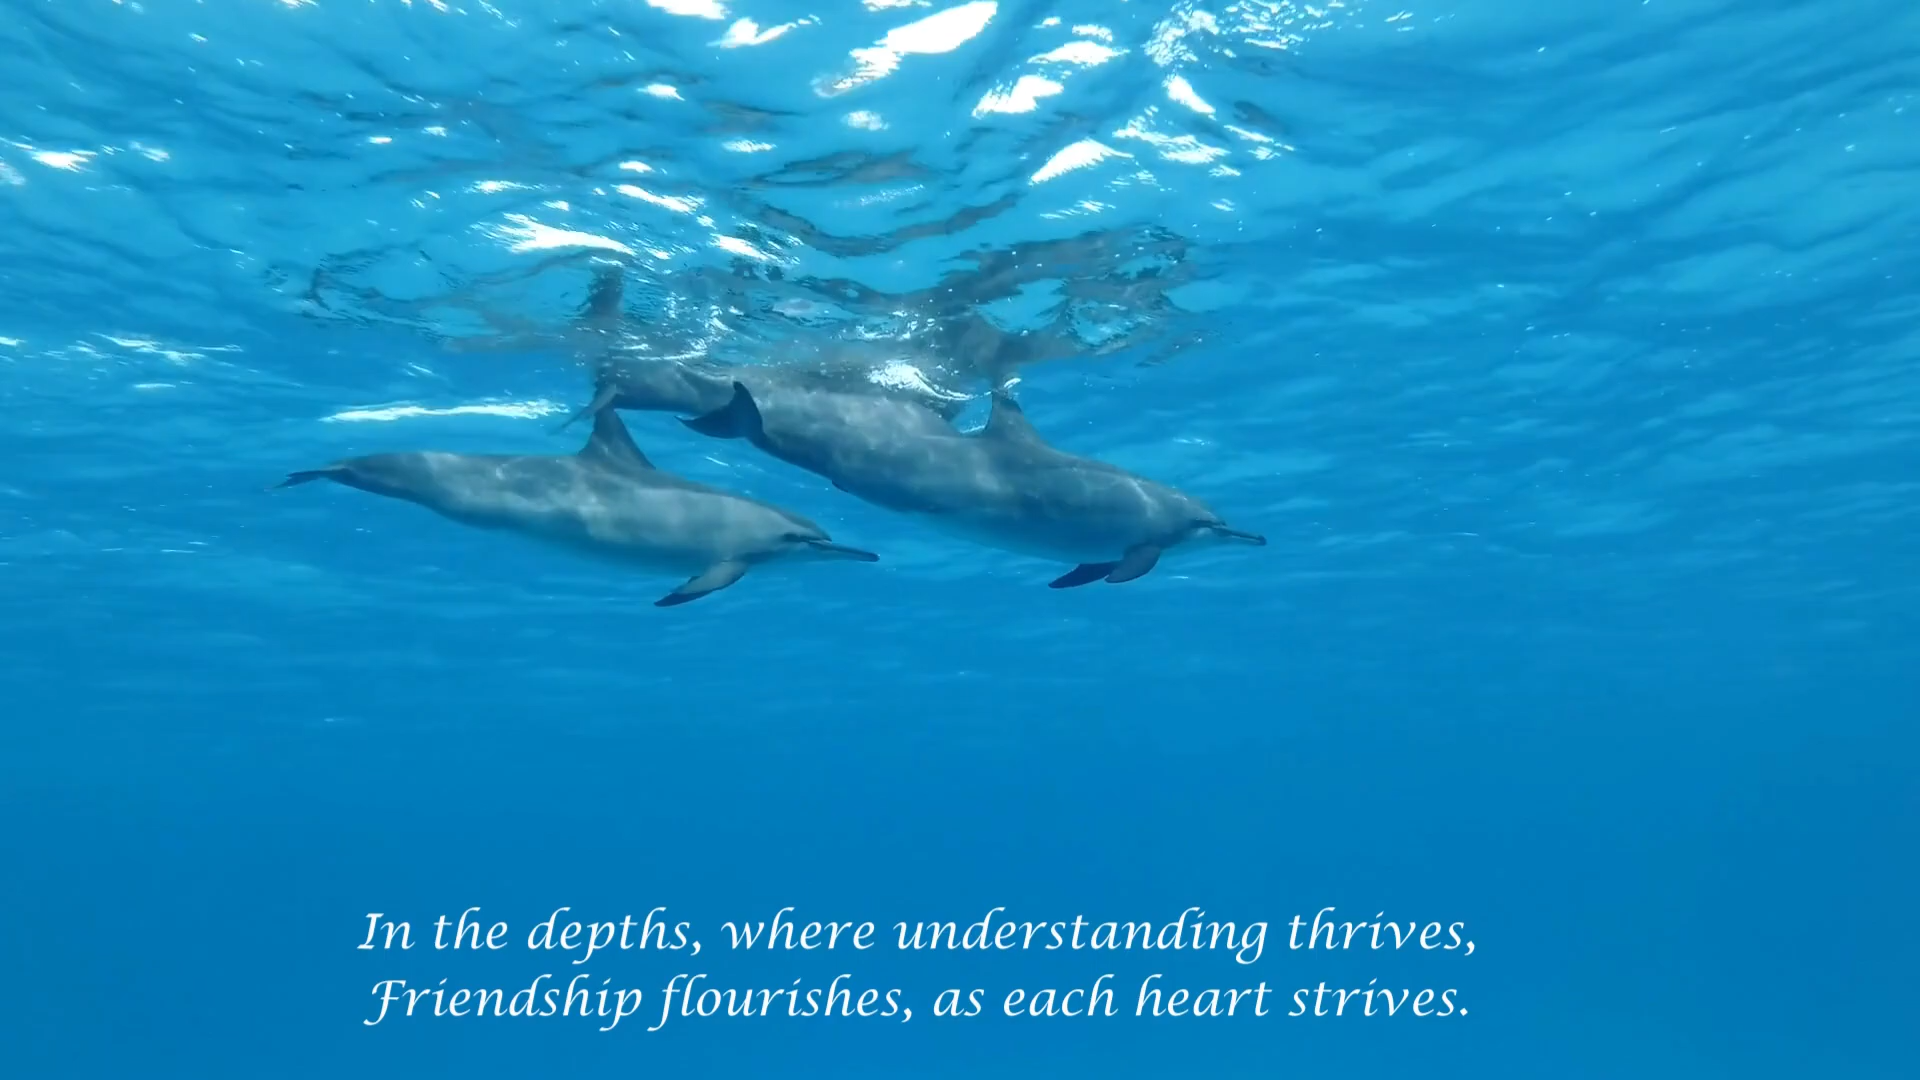 In the depths, where understanding thrives,
Friendship flourishes, as each heart strives.